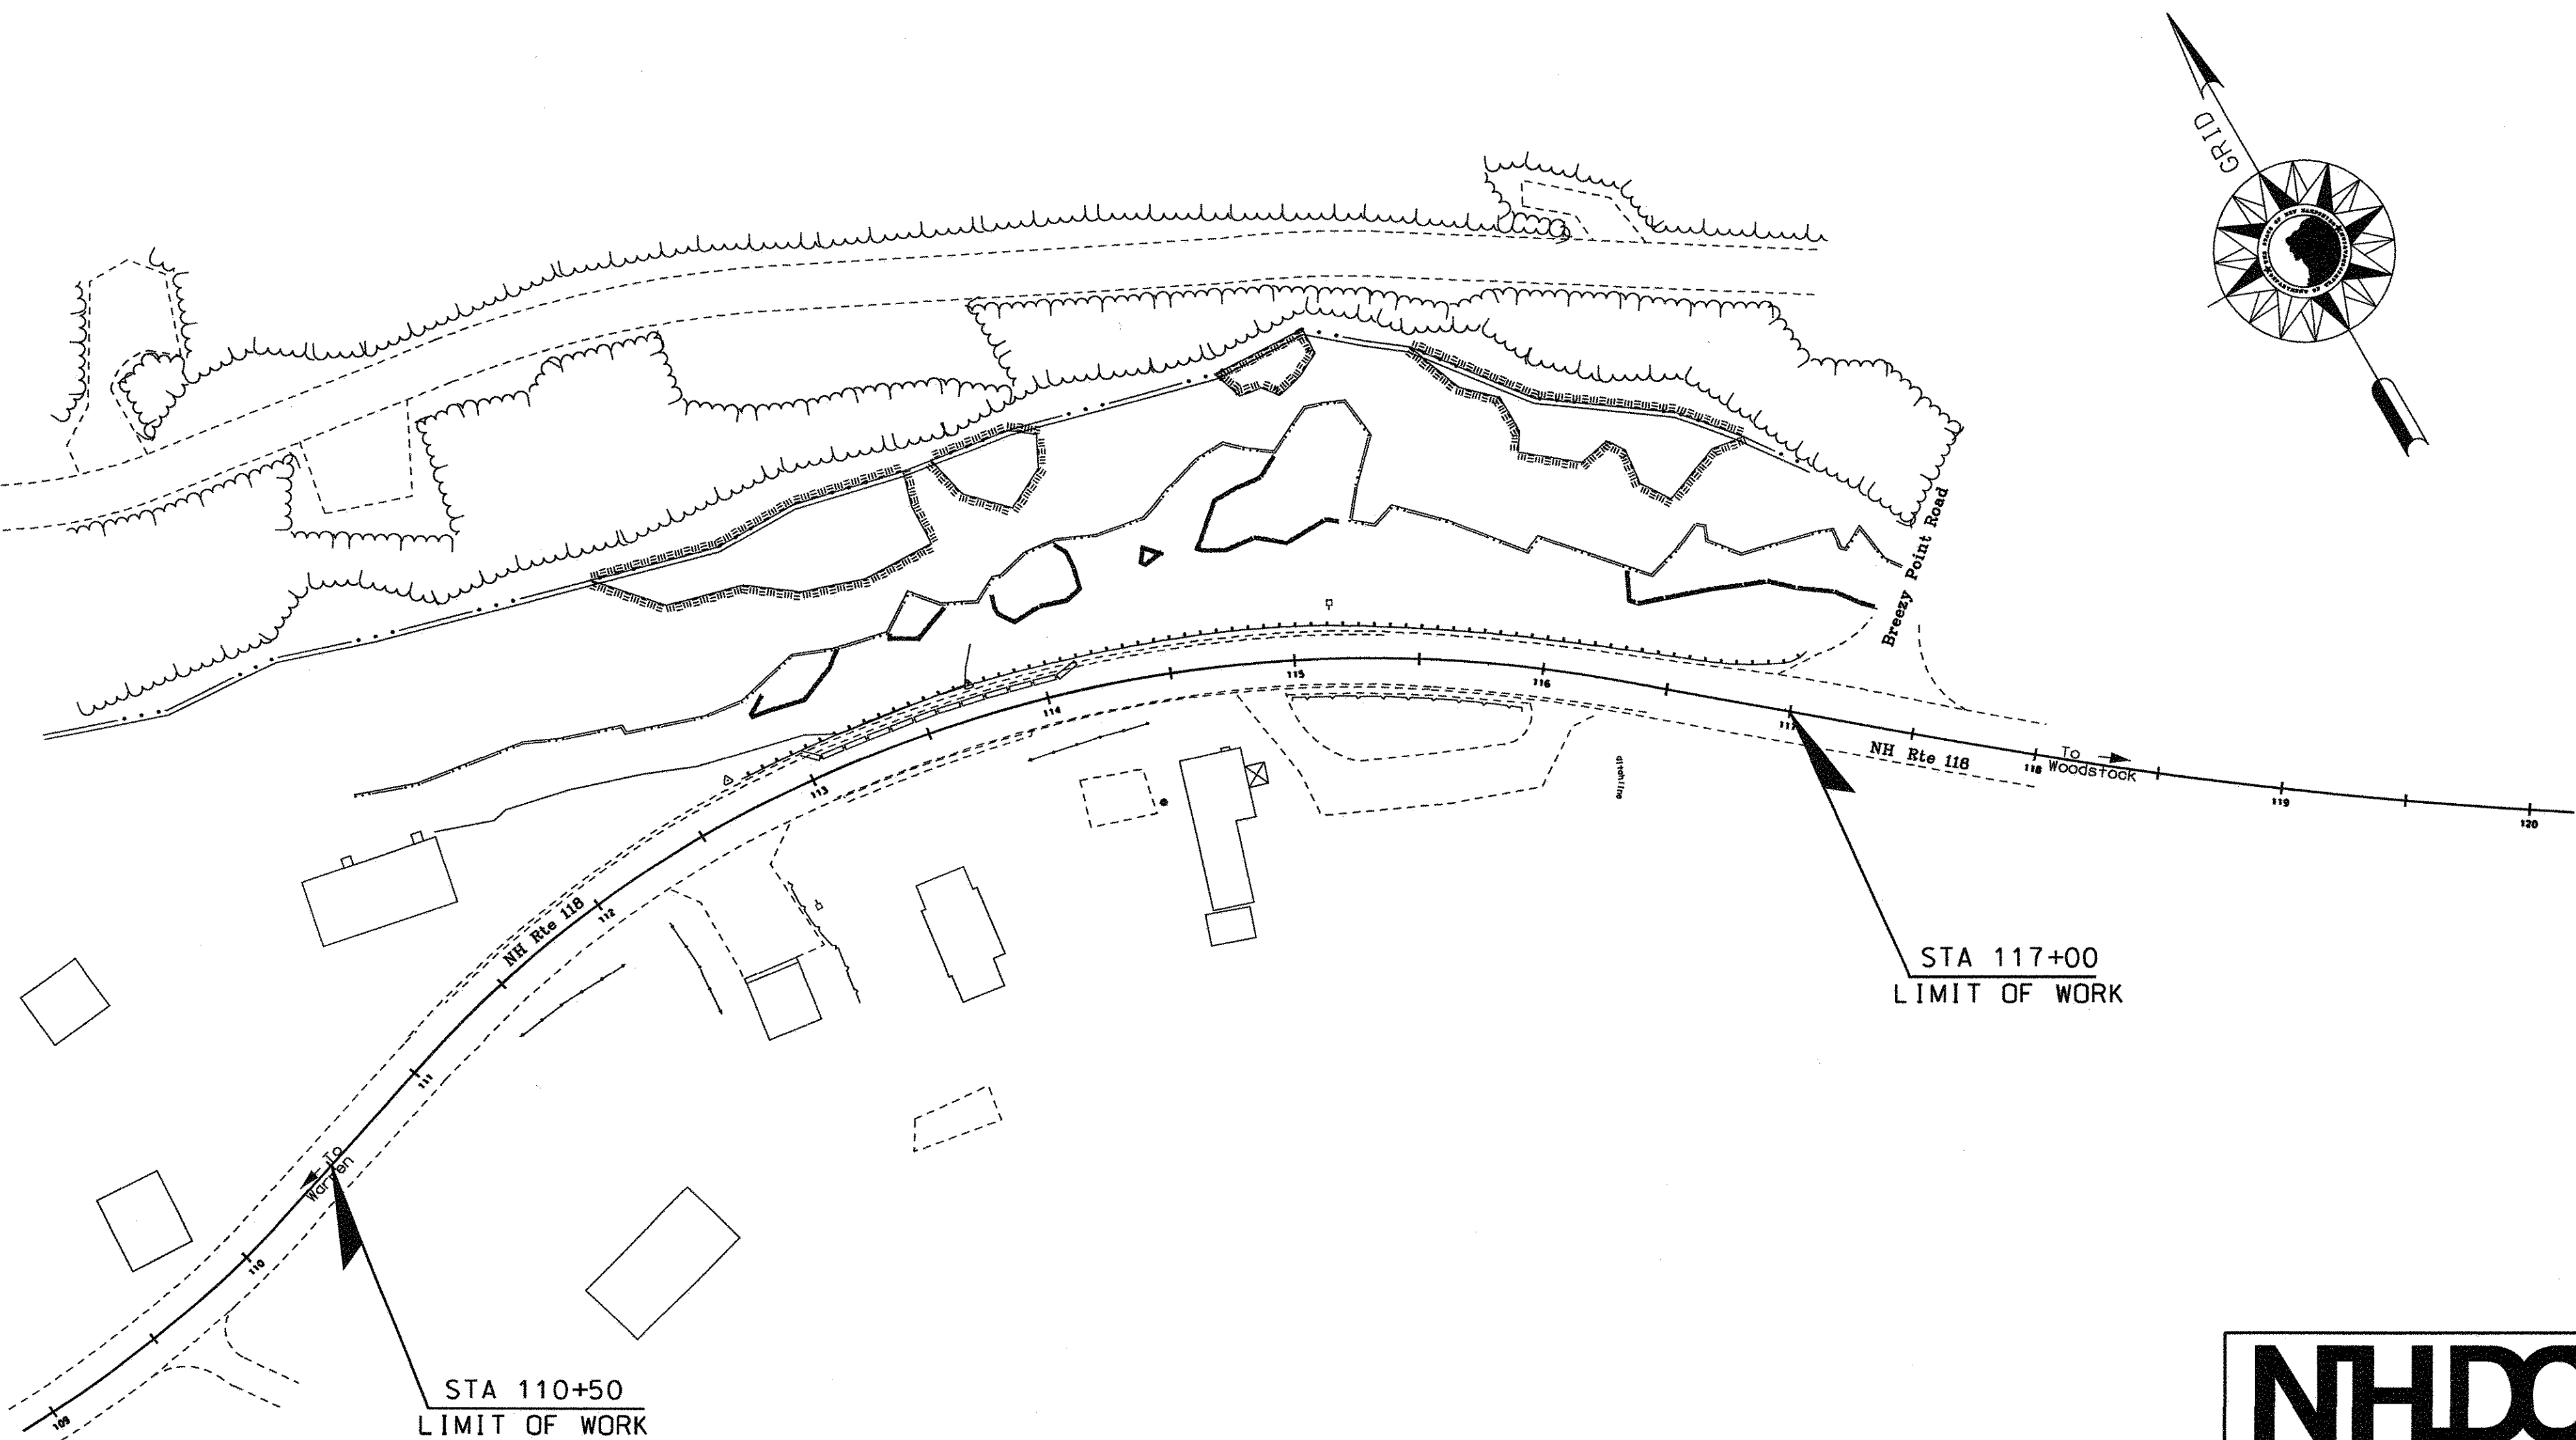 GRID
Breezy Point Road
115
116
114
117
NH Rte 118
118
To
Woodstock
113
119
120
ditchline
NH Rte 118
112
STA 117+00
LIMIT OF WORK
111
To
Warren
110
STA 110+50
LIMIT OF WORK
109
NHDO